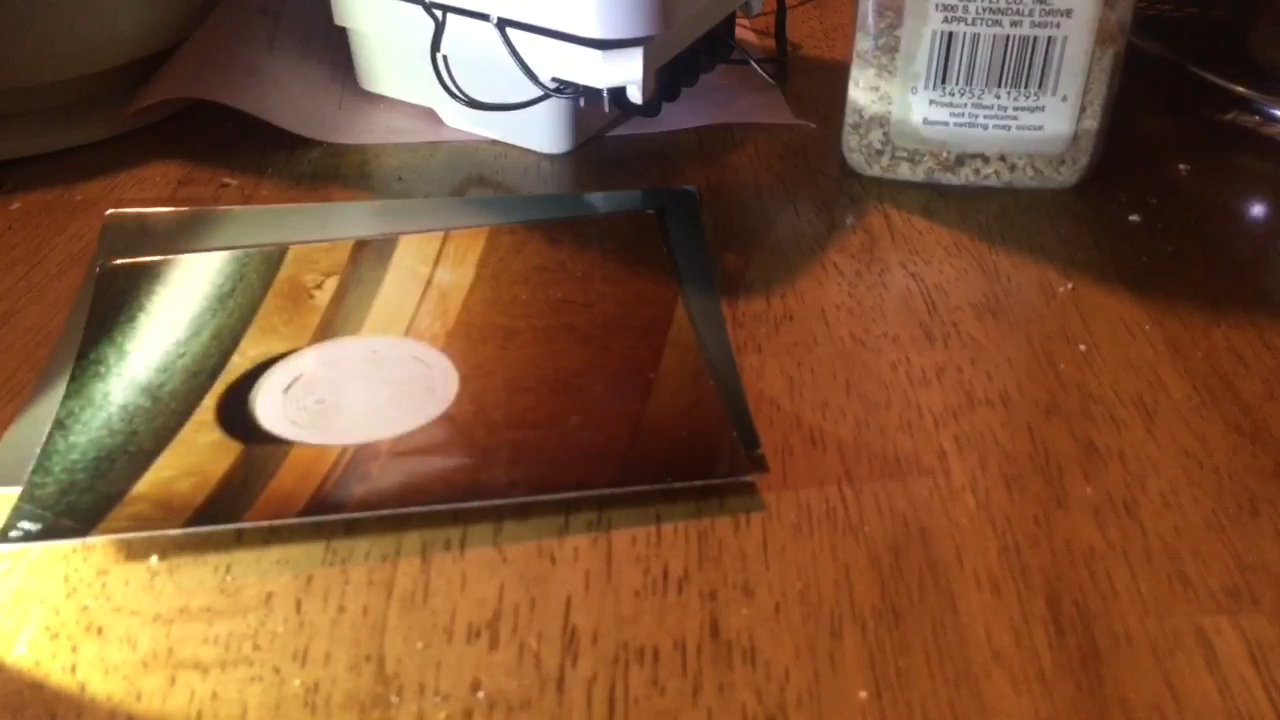 SUPPLY CO., INC.
1300 S. LYNNDALE DRIVE
APPLETON, WI 54914
0 34952 41295 6
Product filled by weight
not by volume.
Some settling may occur.